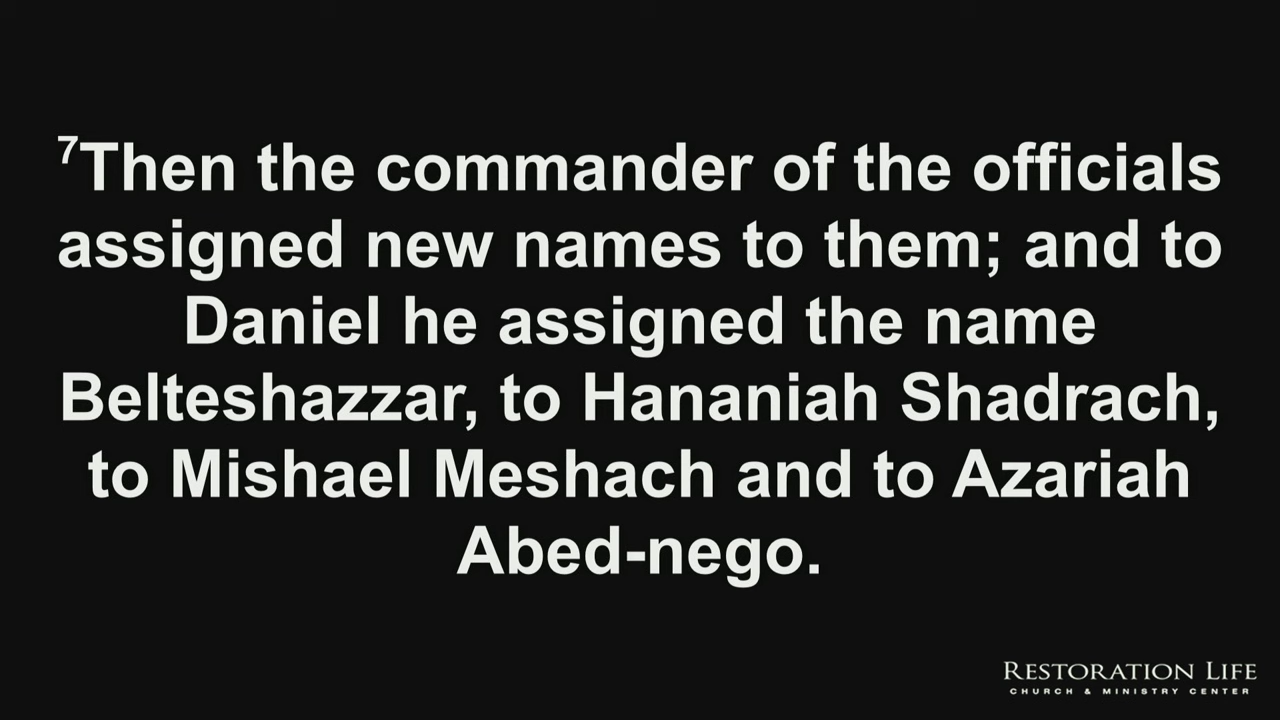 ⁷Then the commander of the officials
assigned new names to them; and to
Daniel he assigned the name
Belteshazzar, to Hananiah Shadrach,
to Mishael Meshach and to Azariah
Abed-nego.
RESTORATION LIFE
CHURCH & MINISTRY CENTER